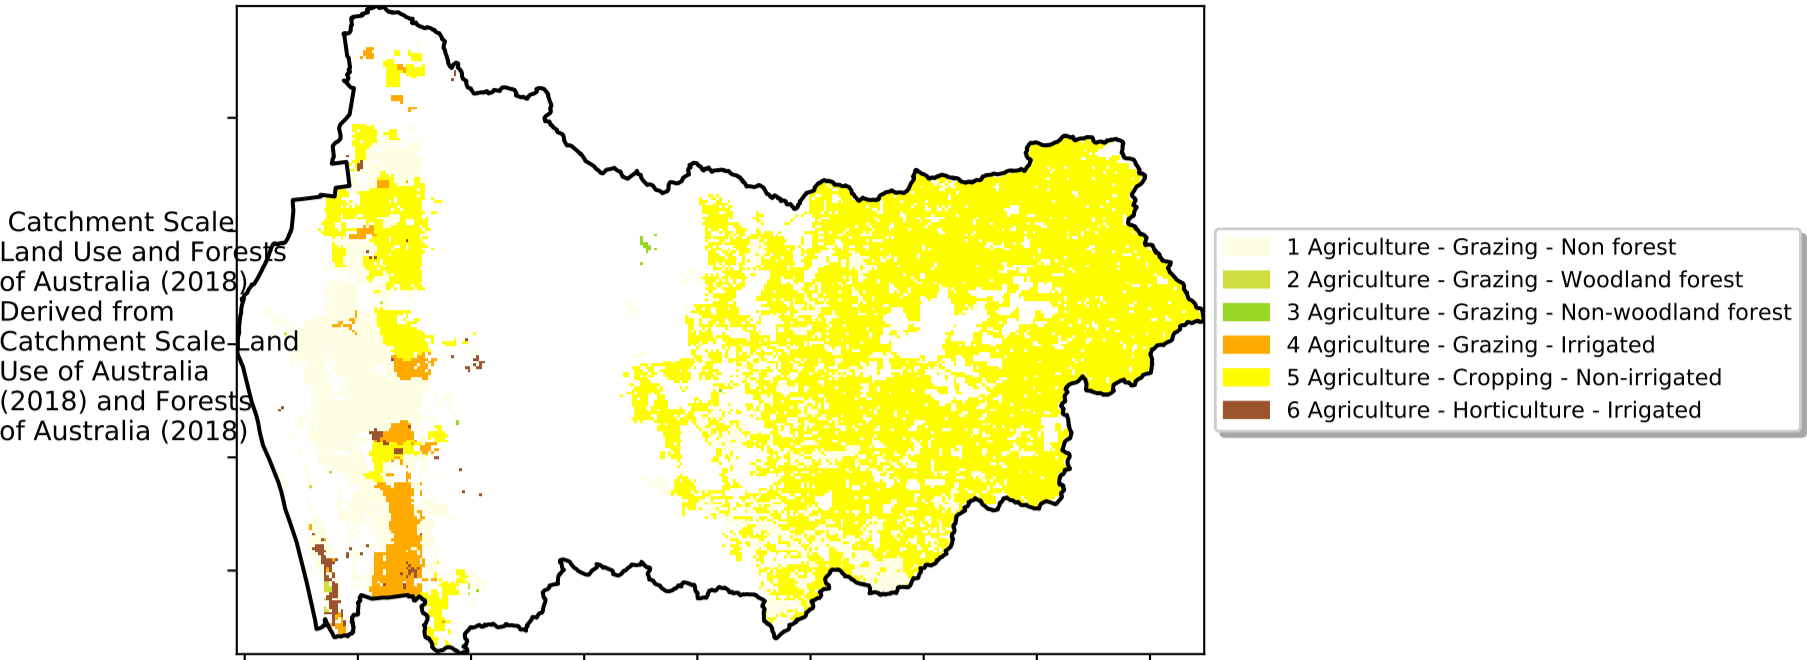 Catchment Scale
Land Use and Forests
of Australia (2018)
Derived from
Catchment Scale Land
Use of Australia
(2018) and Forests
of Australia (2018)
1 Agriculture - Grazing - Non forest
2 Agriculture - Grazing - Woodland forest
3 Agriculture - Grazing - Non-woodland forest
4 Agriculture - Grazing - Irrigated
5 Agriculture - Cropping - Non-irrigated
6 Agriculture - Horticulture - Irrigated